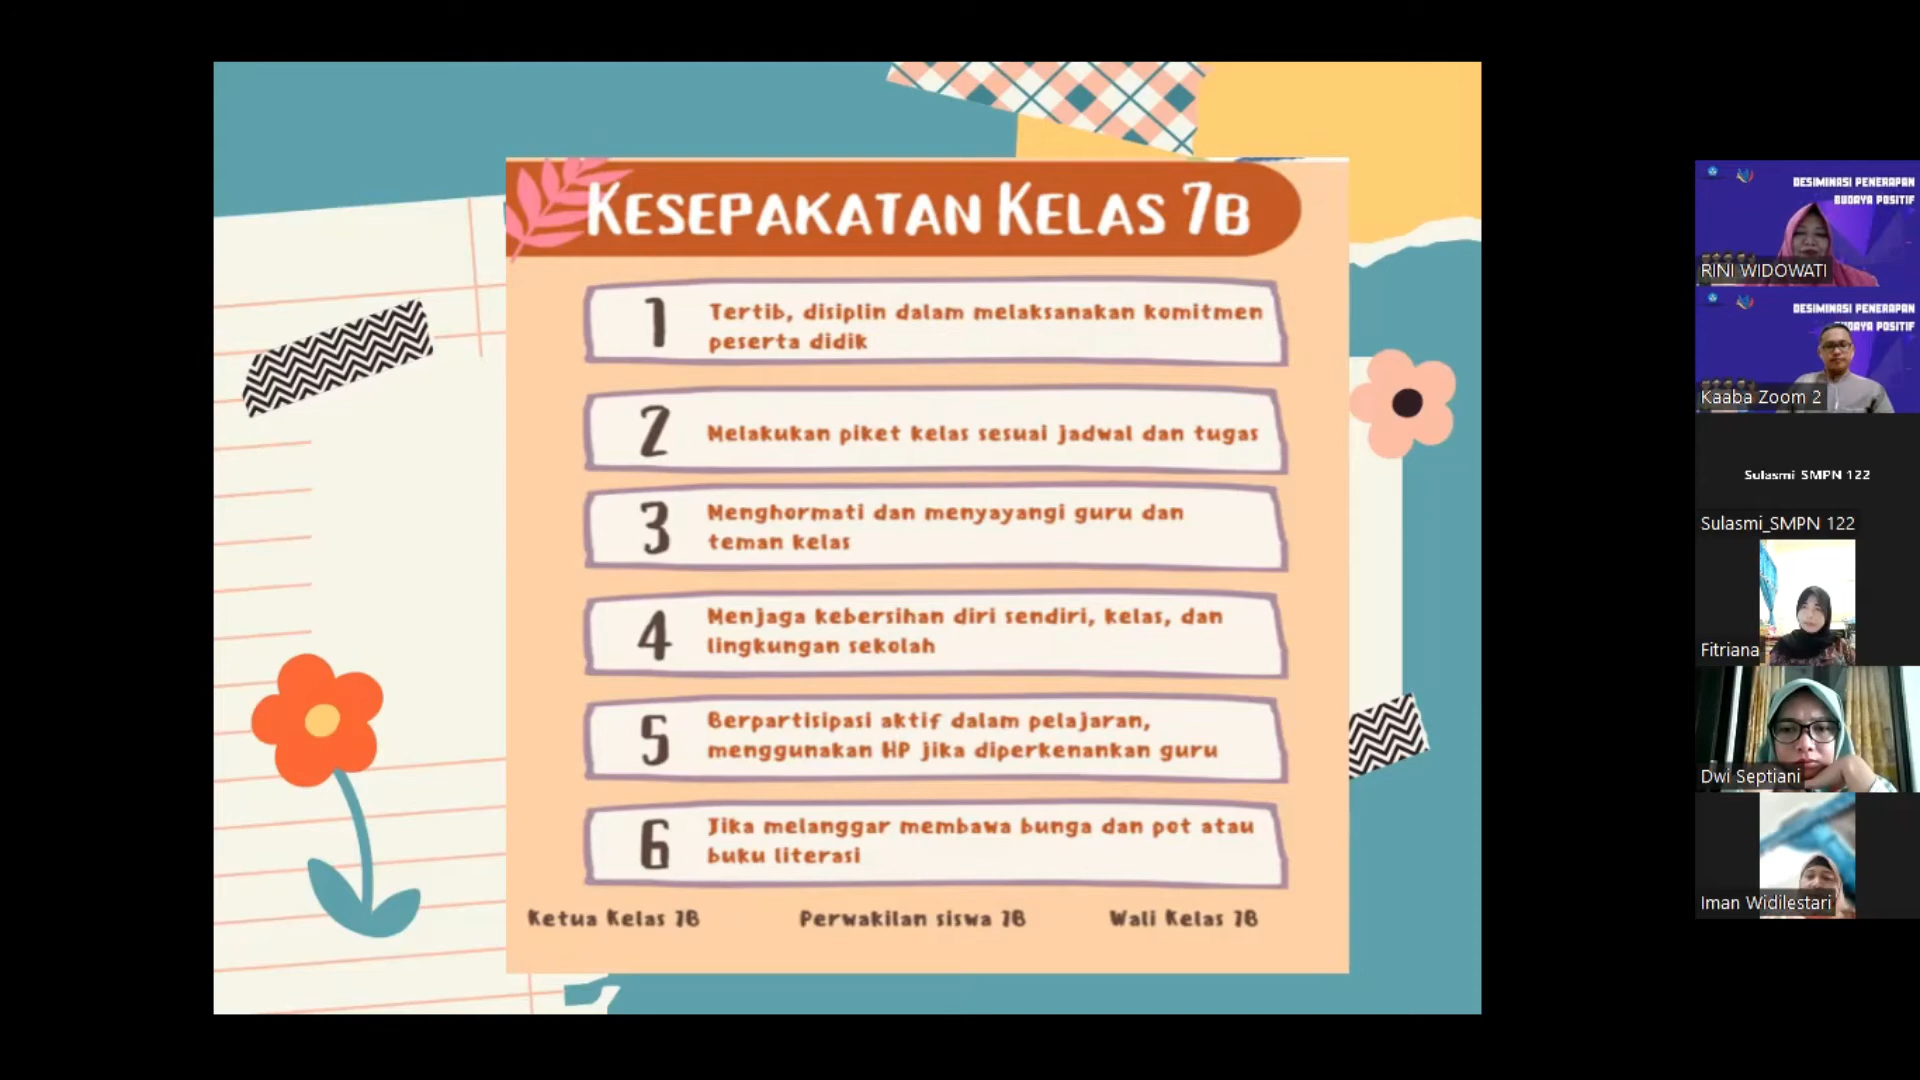 KESEPAKATAN KELAS 7B
1
Tertib, disiplin dalam melaksanakan komitmen
peserta didik
2
Melakukan piket kelas sesuai jadwal dan tugas
3
Menghormati dan menyayangi guru dan
teman kelas
4
Menjaga kebersihan diri sendiri, kelas, dan
lingkungan sekolah
5
Berpartisipasi aktif dalam pelajaran,
menggunakan HP jika diperkenankan guru
6
Jika melanggar membawa bunga dan pot atau
buku literasi
Ketua Kelas 7B
Perwakilan siswa 7B
Wali Kelas 7B
DESIMINASI PENERAPAN
BUDAYA POSITIF
RINI WIDOWATI
DESIMINASI PENERAPAN
BUDAYA POSITIF
Kaaba Zoom 2
Sulasmi SMPN 122
Sulasmi_SMPN 122
Fitriana
Dwi Septiani
Iman Widilestari